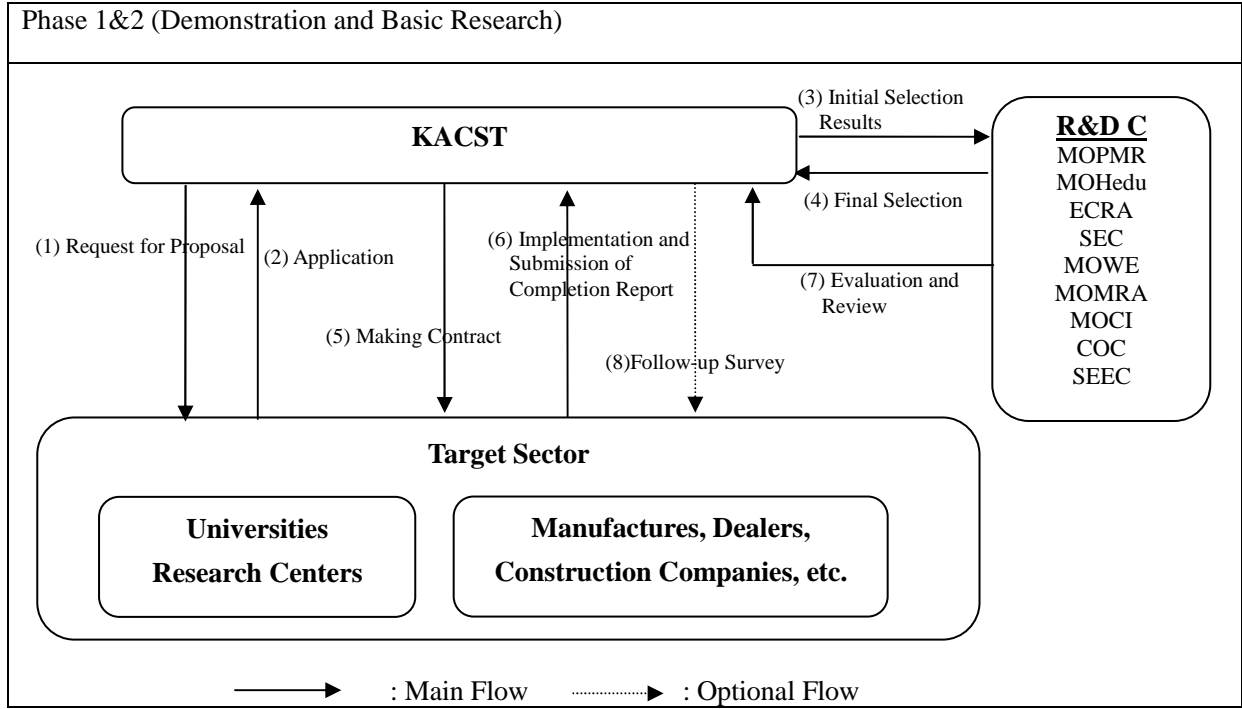 Phase 1&2 (Demonstration and Basic Research)
KACST
(3) Initial Selection
Results
(4) Final Selection
R&D C
MOPMR
MOHedu
ECRA
SEC
MOWE
MOMRA
MOCI
COC
SEEC
(1) Request for Proposal
(2) Application
(6) Implementation and
Submission of
Completion Report
(7) Evaluation and
Review
(5) Making Contract
(8)Follow-up Survey
Target Sector
Universities
Research Centers
Manufactures, Dealers,
Construction Companies, etc.
: Main Flow
: Optional Flow